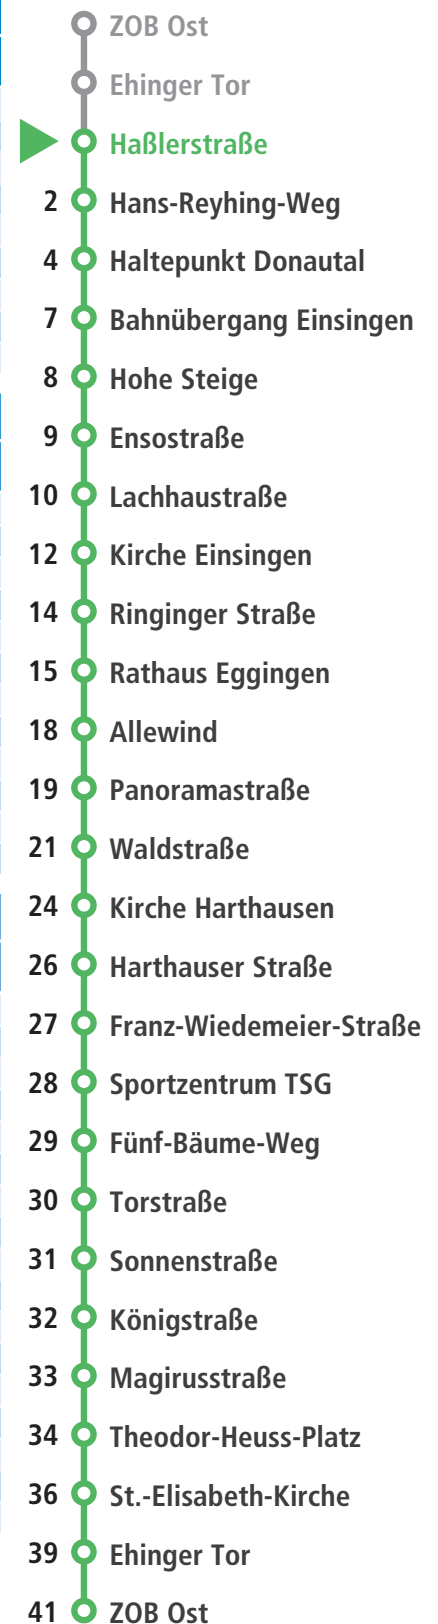 ZOB Ost
Ehinger Tor
Haßlerstraße
2 Hans-Reyhing-Weg
4 Haltepunkt Donautal
7 Bahnübergang Einsingen
8 Hohe Steige
9 Ensostraße
10 Lachhaustraße
12 Kirche Einsingen
14 Ringinger Straße
15 Rathaus Eggingen
18 Allewind
19 Panoramastraße
21 Waldstraße
24 Kirche Harthausen
26 Harthauser Straße
27 Franz-Wiedemeier-Straße
28 Sportzentrum TSG
29 Fünf-Bäume-Weg
30 Torstraße
31 Sonnenstraße
32 Königstraße
33 Magirusstraße
34 Theodor-Heuss-Platz
36 St.-Elisabeth-Kirche
39 Ehinger Tor
41 ZOB Ost